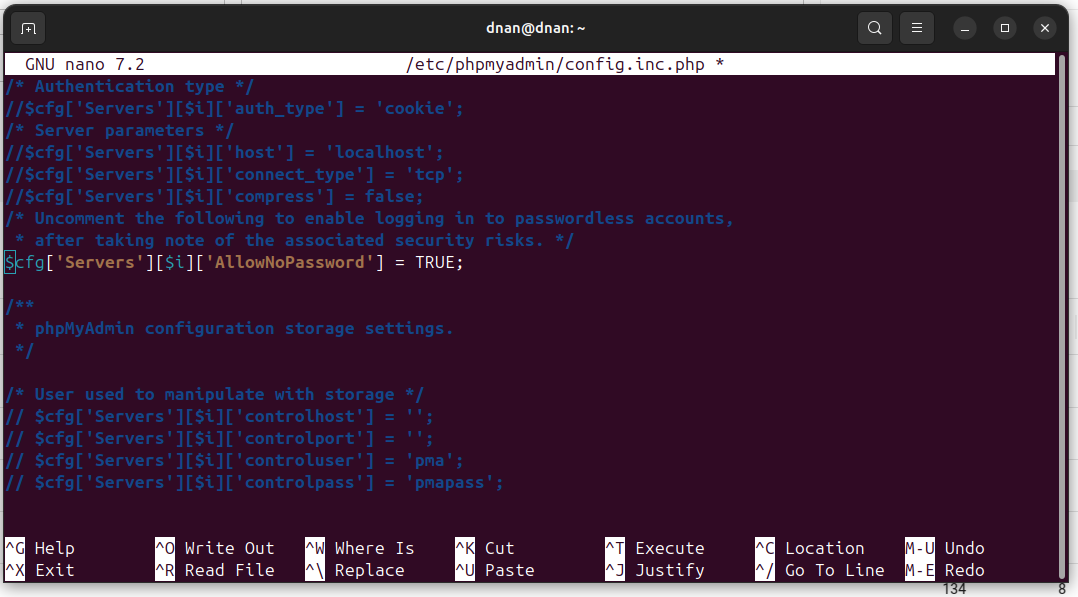 dnan@dnan: ~
GNU nano 7.2 /etc/phpmyadmin/config.inc.php *
/* Authentication type */
//$cfg['Servers'][$i]['auth_type'] = 'cookie';
/* Server parameters */
//$cfg['Servers'][$i]['host'] = 'localhost';
//$cfg['Servers'][$i]['connect_type'] = 'tcp';
//$cfg['Servers'][$i]['compress'] = false;
/* Uncomment the following to enable logging in to passwordless accounts,
 * after taking note of the associated security risks. */
$cfg['Servers'][$i]['AllowNoPassword'] = TRUE;
/**
 * phpMyAdmin configuration storage settings.
 */
/* User used to manipulate with storage */
// $cfg['Servers'][$i]['controlhost'] = '';
// $cfg['Servers'][$i]['controlport'] = '';
// $cfg['Servers'][$i]['controluser'] = 'pma';
// $cfg['Servers'][$i]['controlpass'] = 'pmapass';
^G Help ^O Write Out ^W Where Is ^K Cut ^T Execute ^C Location M-U Undo
^X Exit ^R Read File ^\ Replace ^U Paste ^J Justify ^/ Go To Line M-E Redo
134 8